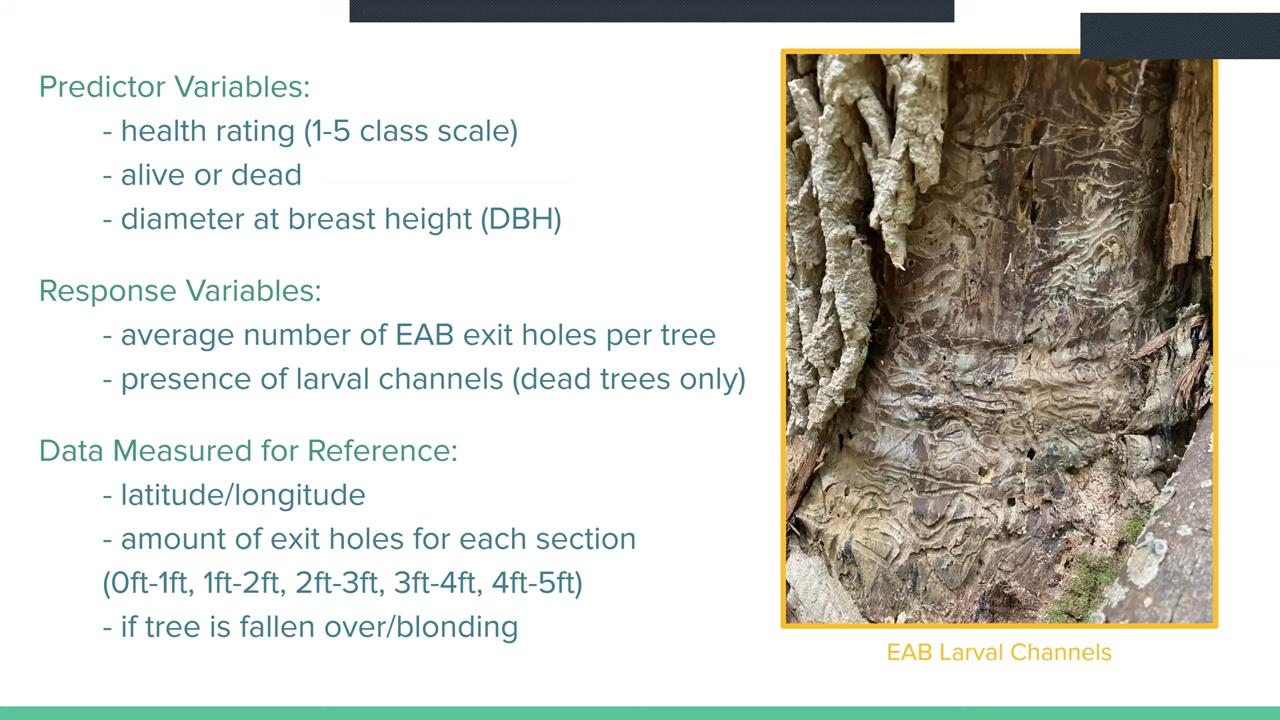 Predictor Variables:
- health rating (1-5 class scale)
- alive or dead
- diameter at breast height (DBH)
Response Variables:
- average number of EAB exit holes per tree
- presence of larval channels (dead trees only)
Data Measured for Reference:
- latitude/longitude
- amount of exit holes for each section
(0ft-1ft, 1ft-2ft, 2ft-3ft, 3ft-4ft, 4ft-5ft)
- if tree is fallen over/blonding
EAB Larval Channels